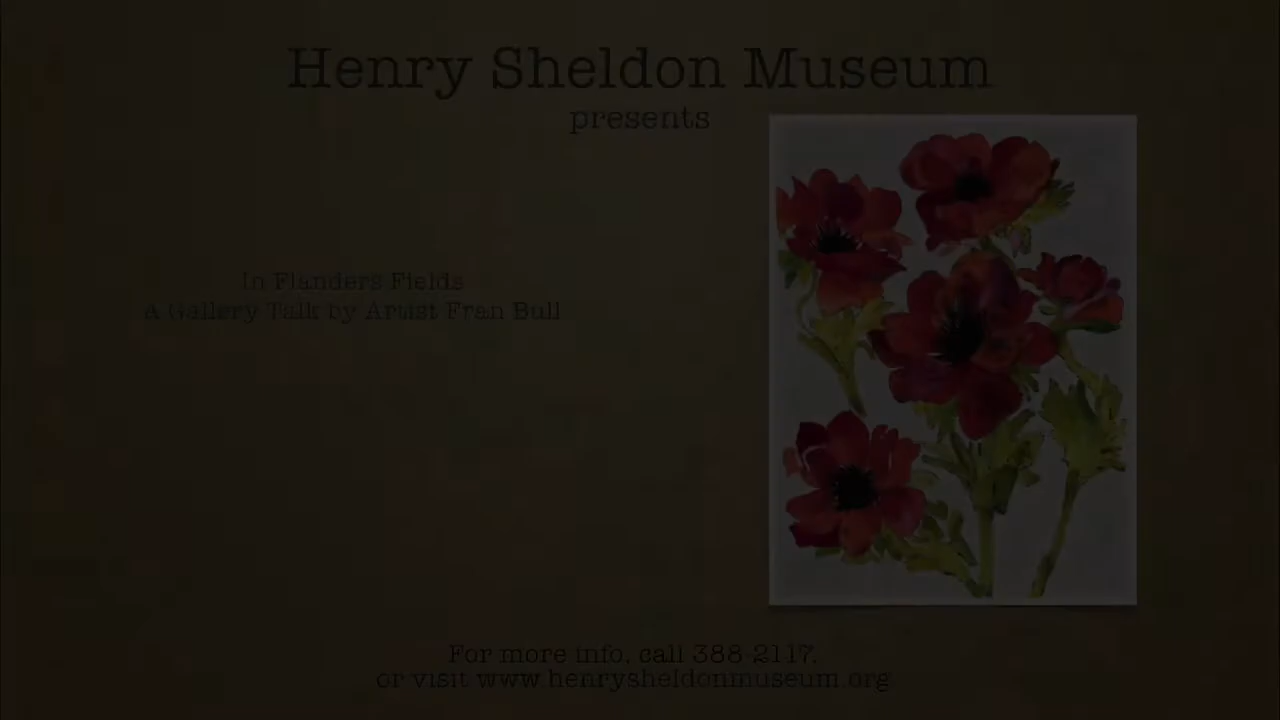 Henry Sheldon Museum
presents
In Flanders Fields
a Gallery Talk by Artist Fran Bull
For more info, call 388-2117,
or visit www.henrysheldonmuseum.org